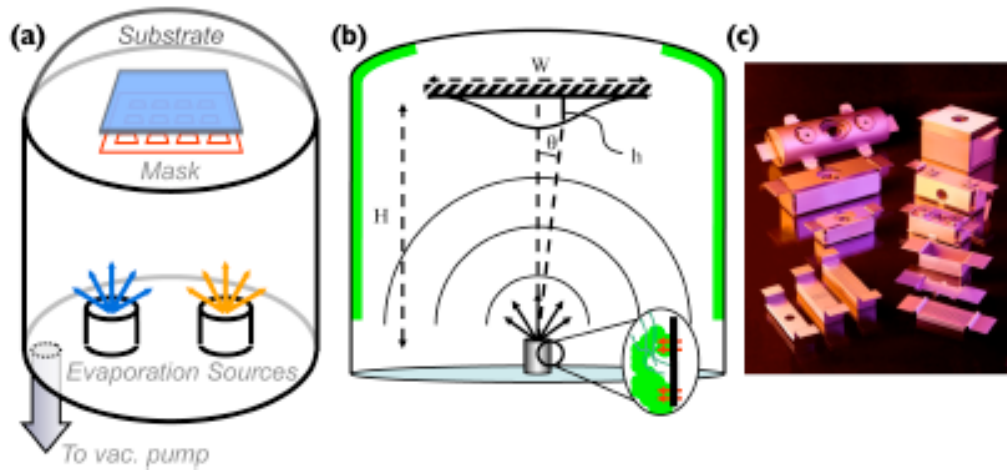 (a)
Substrate
Mask
Evaporation Sources
To vac. pump
(b)
W
θ
h
H
(c)